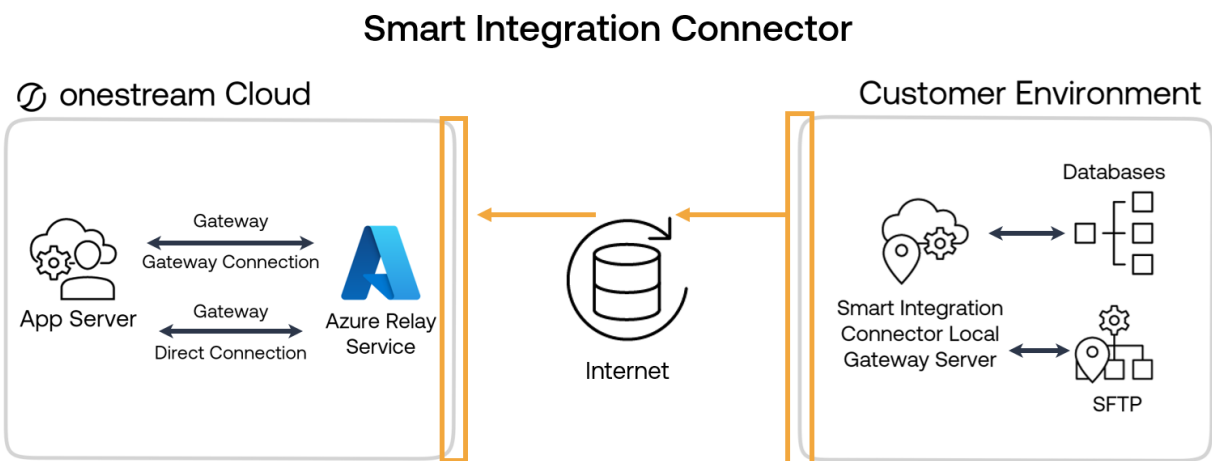 Smart Integration Connector
onestream Cloud
Customer Environment
Gateway
Gateway Connection
App Server
Gateway
Direct Connection
Azure Relay
Service
Internet
Databases
Smart Integration
Connector Local
Gateway Server
SFTP